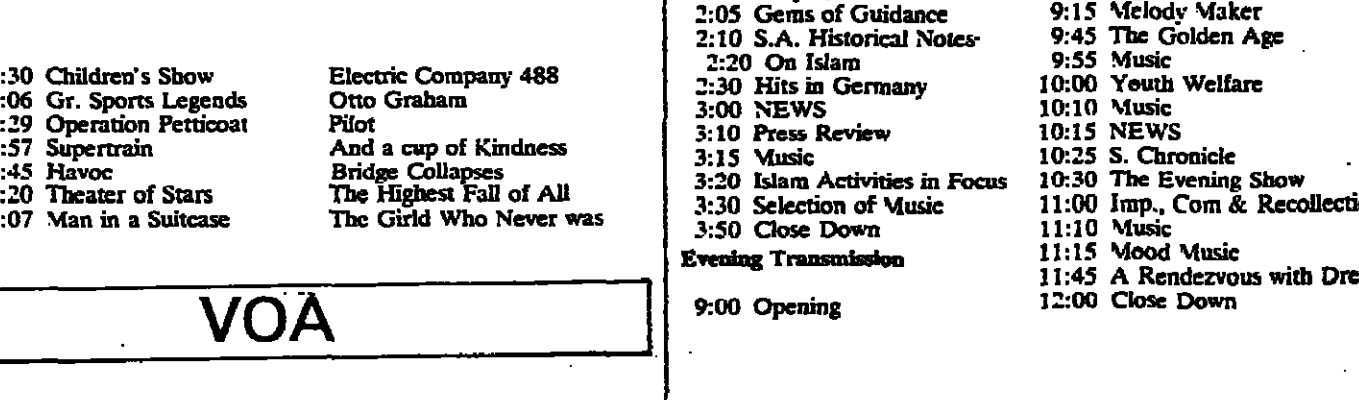 :30 Children's Show Electric Company 488
:06 Gr. Sports Legends Otto Graham
:29 Operation Petticoat Pilot
:57 Supertrain And a cup of Kindness
:45 Havoc Bridge Collapses
:20 Theater of Stars The Highest Fall of All
:07 Man in a Suitcase The Girld Who Never was
VOA
2:05 Gems of Guidance
2:10 S.A. Historical Notes-
2:20 On Islam
2:30 Hits in Germany
3:00 NEWS
3:10 Press Review
3:15 Music
3:20 Islam Activities in Focus
3:30 Selection of Music
3:50 Close Down
Evening Transmission
9:00 Opening
9:15 Melody Maker
9:45 The Golden Age
9:55 Music
10:00 Youth Welfare
10:10 Music
10:15 NEWS
10:25 S. Chronicle
10:30 The Evening Show
11:00 Imp., Com & Recollecti
11:10 Music
11:15 Mood Music
11:45 A Rendezvous with Dre
12:00 Close Down